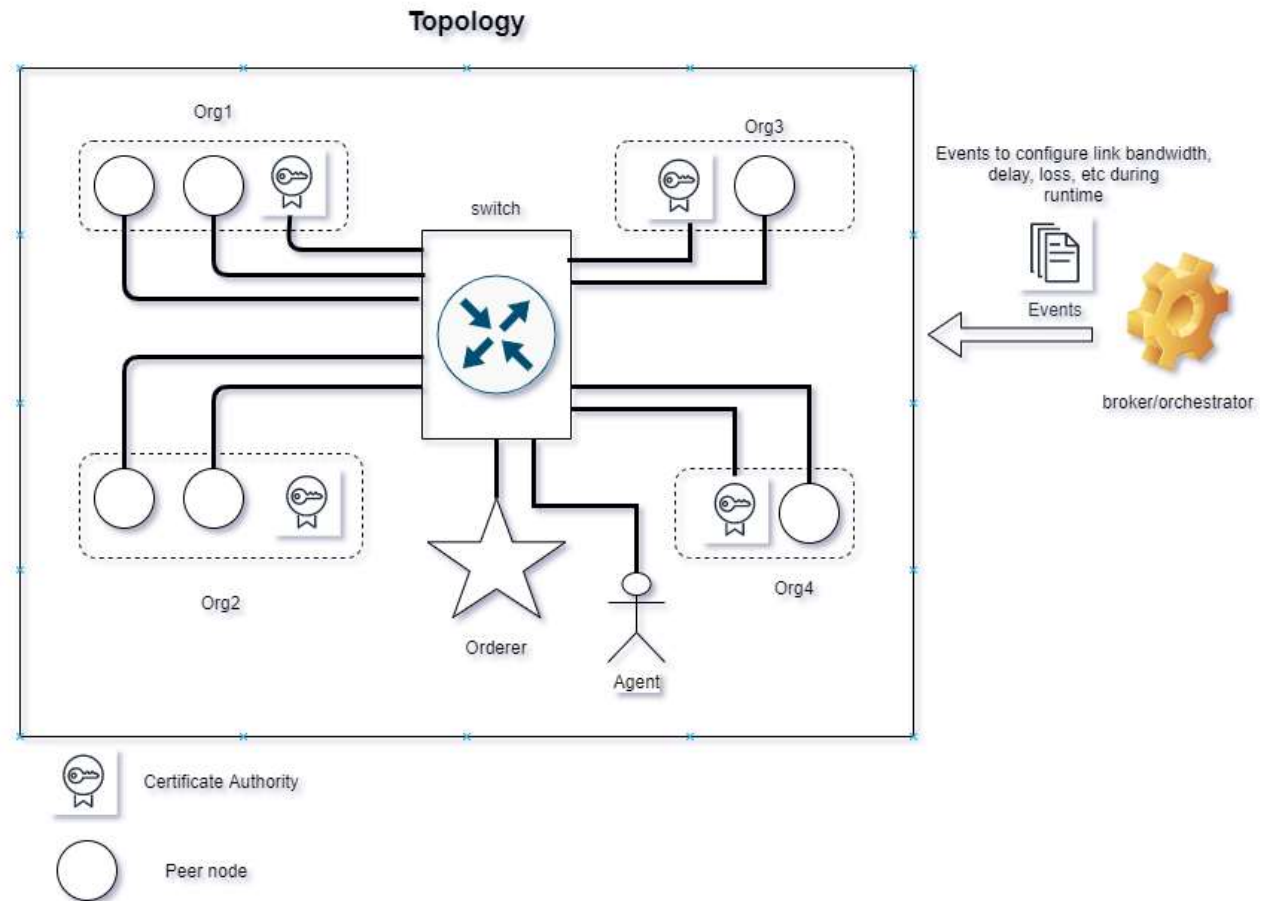 Topology
Org1
Org3
switch
Events to configure link bandwidth,
delay, loss, etc during
runtime
Events
broker/orchestrator
Org2
Orderer
Agent
Org4
Certificate Authority
Peer node